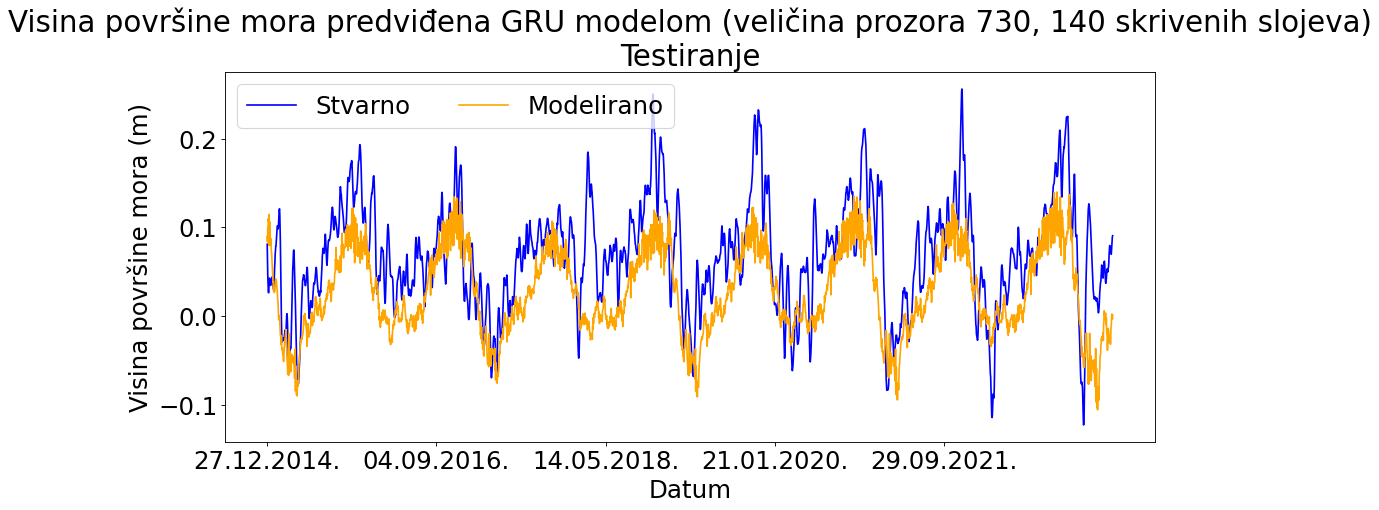 Visina površine mora predviđena GRU modelom (veličina prozora 730, 140 skrivenih slojeva)
Testiranje
Stvarno
Modelirano
Visina površine mora (m)
0.2
0.1
0.0
−0.1
27.12.2014.
04.09.2016.
14.05.2018.
21.01.2020.
29.09.2021.
Datum